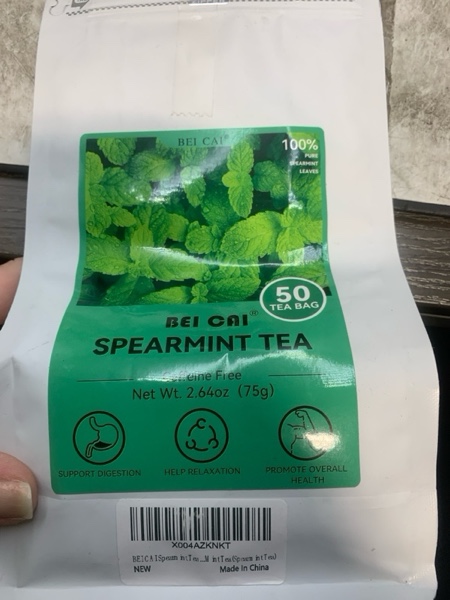 BEI CAI
100%
PURE
SPEARMINT
LEAVES
50
TEA BAG
BEI CAI®
SPEARMINT TEA
Free
Net Wt. 2.64oz (75g)
SUPPORT DIGESTION
HELP RELAXATION
PROMOTE OVERALL
HEALTH
X004AZKNKT
NEW
Made In China